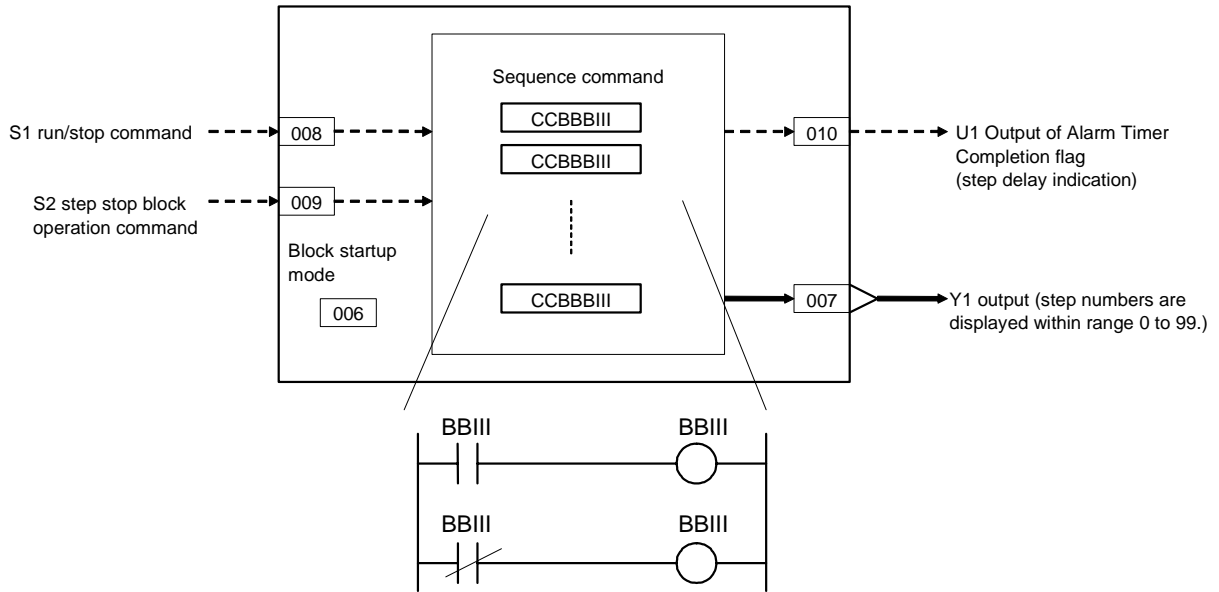 Sequence command
CCBBBIII
CCBBBIII
CCBBBIII
S1 run/stop command
008
S2 step stop block
operation command
009
Block startup
mode
006
010
U1 Output of Alarm Timer
Completion flag
(step delay indication)
007
Y1 output (step numbers are
displayed within range 0 to 99.)
BBIII
BBIII
BBIII
BBIII